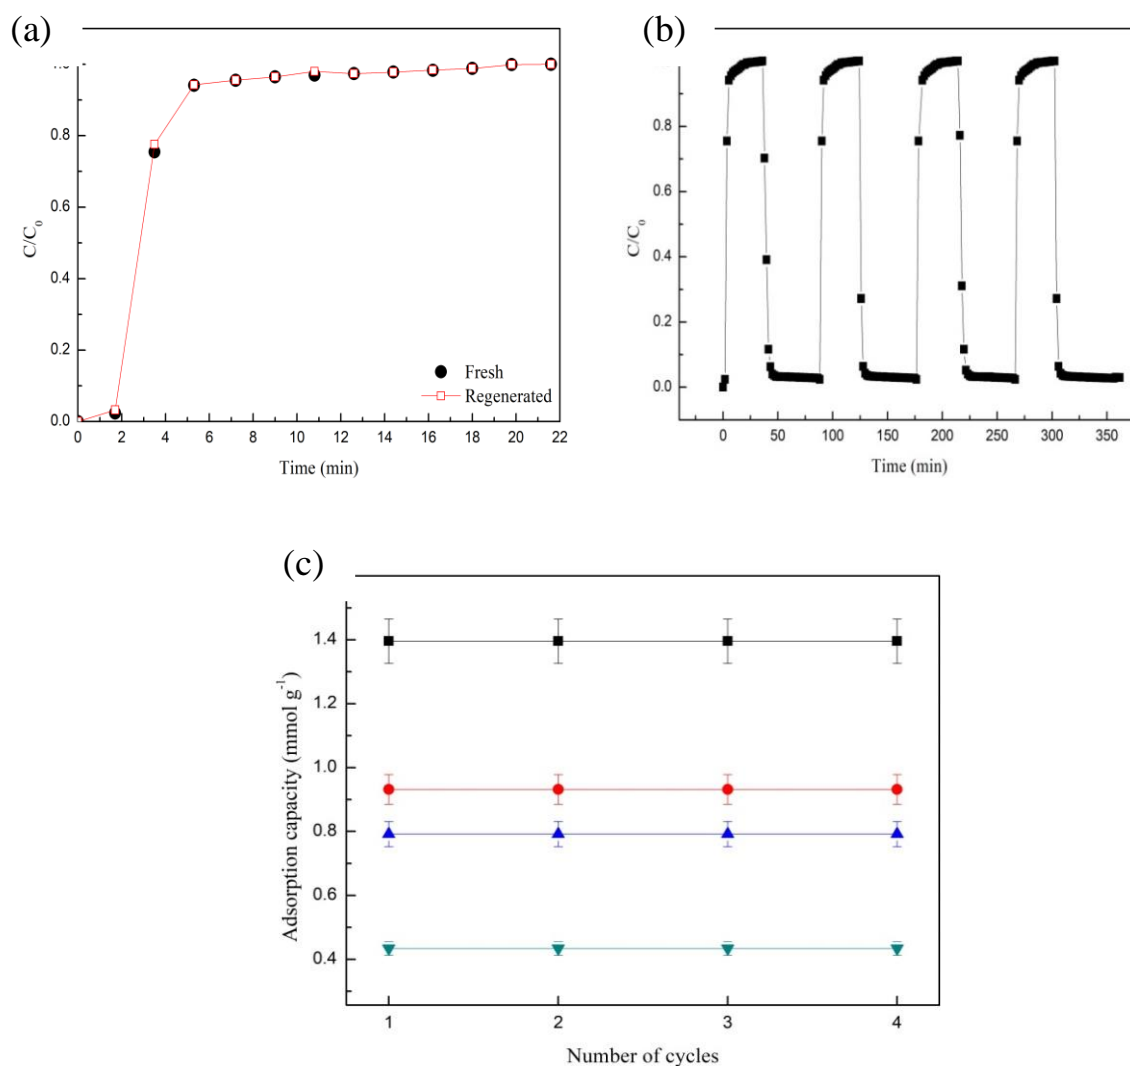 (a)
C/C0
0.8
0.6
0.4
0.2
0.0
0 2 4 6 8 10 12 14 16 18 20 22
Time (min)
Fresh
Regenerated
(b)
C/C0
0.8
0.6
0.4
0.2
0.0
0 50 100 150 200 250 300 350
Time (min)
(c)
Adsorption capacity (mmol g-1)
1.4
1.2
1.0
0.8
0.6
0.4
1 2 3 4
Number of cycles